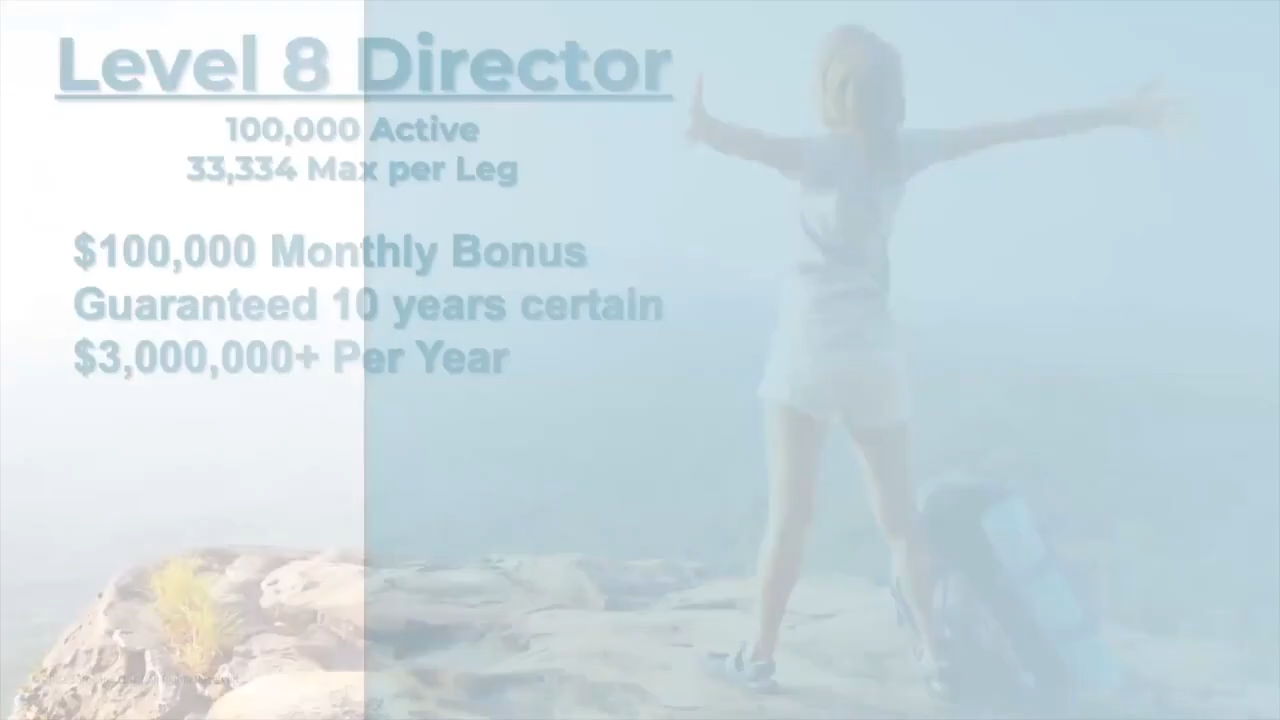 Level 8 Director
100,000 Active
33,334 Max per Leg
$100,000 Monthly Bonus
Guaranteed 10 years certain
$3,000,000+ Per Year